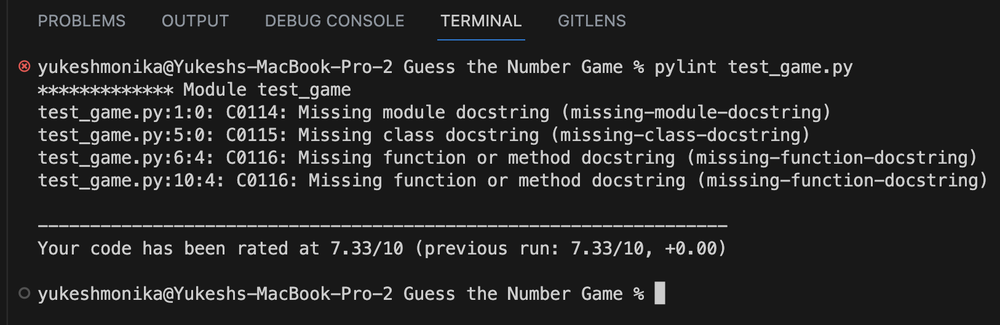 PROBLEMS OUTPUT DEBUG CONSOLE TERMINAL GITLENS
yukeshmonika@Yukeshs-MacBook-Pro-2 Guess the Number Game % pylint test_game.py
************* Module test_game
test_game.py:1:0: C0114: Missing module docstring (missing-module-docstring)
test_game.py:5:0: C0115: Missing class docstring (missing-class-docstring)
test_game.py:6:4: C0116: Missing function or method docstring (missing-function-docstring)
test_game.py:10:4: C0116: Missing function or method docstring (missing-function-docstring)
------------------------------------------------------------------
Your code has been rated at 7.33/10 (previous run: 7.33/10, +0.00)
yukeshmonika@Yukeshs-MacBook-Pro-2 Guess the Number Game %